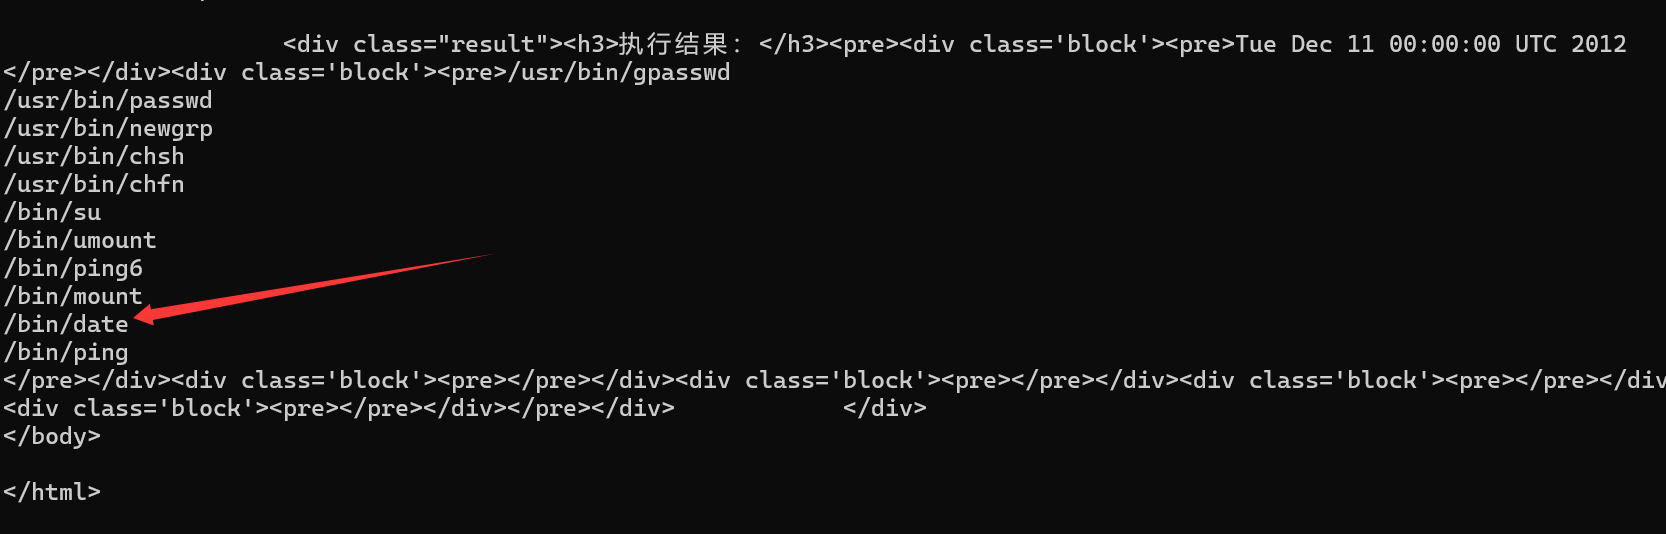 <div class="result"><h3>执行结果：</h3><pre><div class='block'><pre>Tue Dec 11 00:00:00 UTC 2012
</pre></div><div class='block'><pre>/usr/bin/gpasswd
/usr/bin/passwd
/usr/bin/newgrp
/usr/bin/chsh
/usr/bin/chfn
/bin/su
/bin/umount
/bin/ping6
/bin/mount
/bin/date
/bin/ping
</pre></div><div class='block'><pre></pre></div><div class='block'><pre></pre></div><div class='block'><pre></pre></div
<div class='block'><pre></pre></div></pre></div>            </div>
</body>
</html>